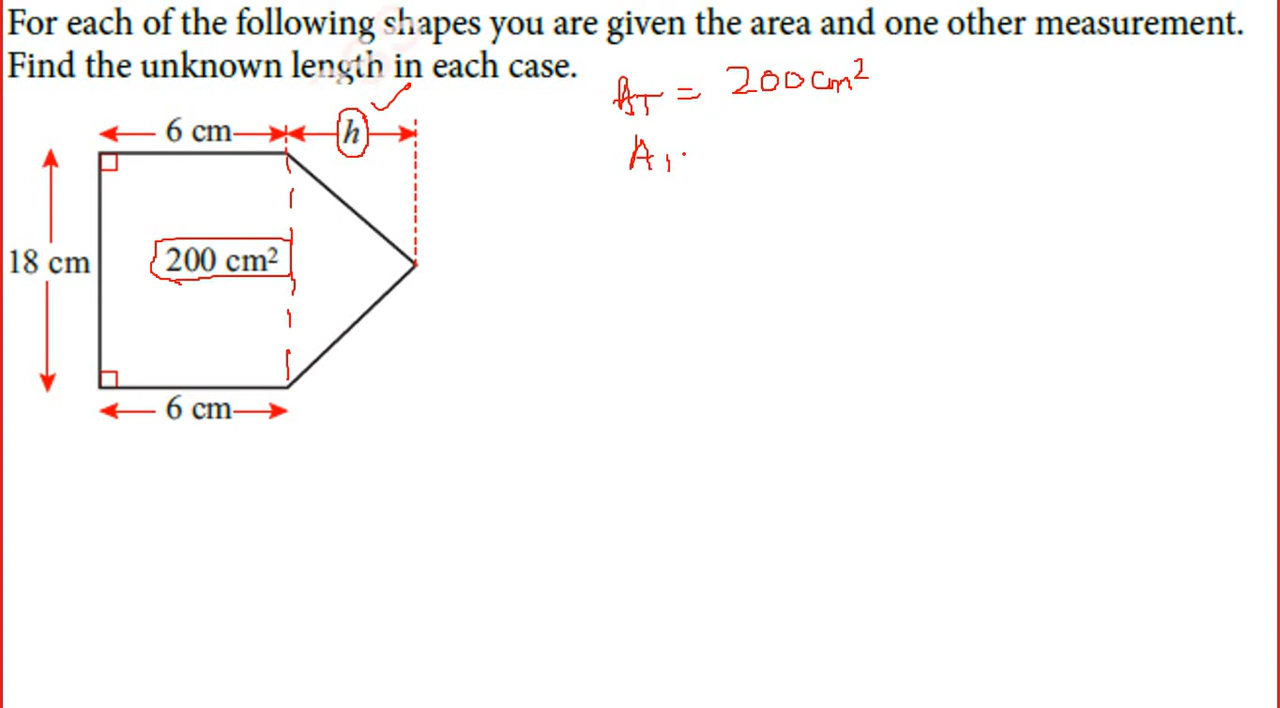 For each of the following shapes you are given the area and one other measurement.
Find the unknown length in each case.
A_T = 200 cm²
A₁.
6 cm h
18 cm 200 cm²
6 cm